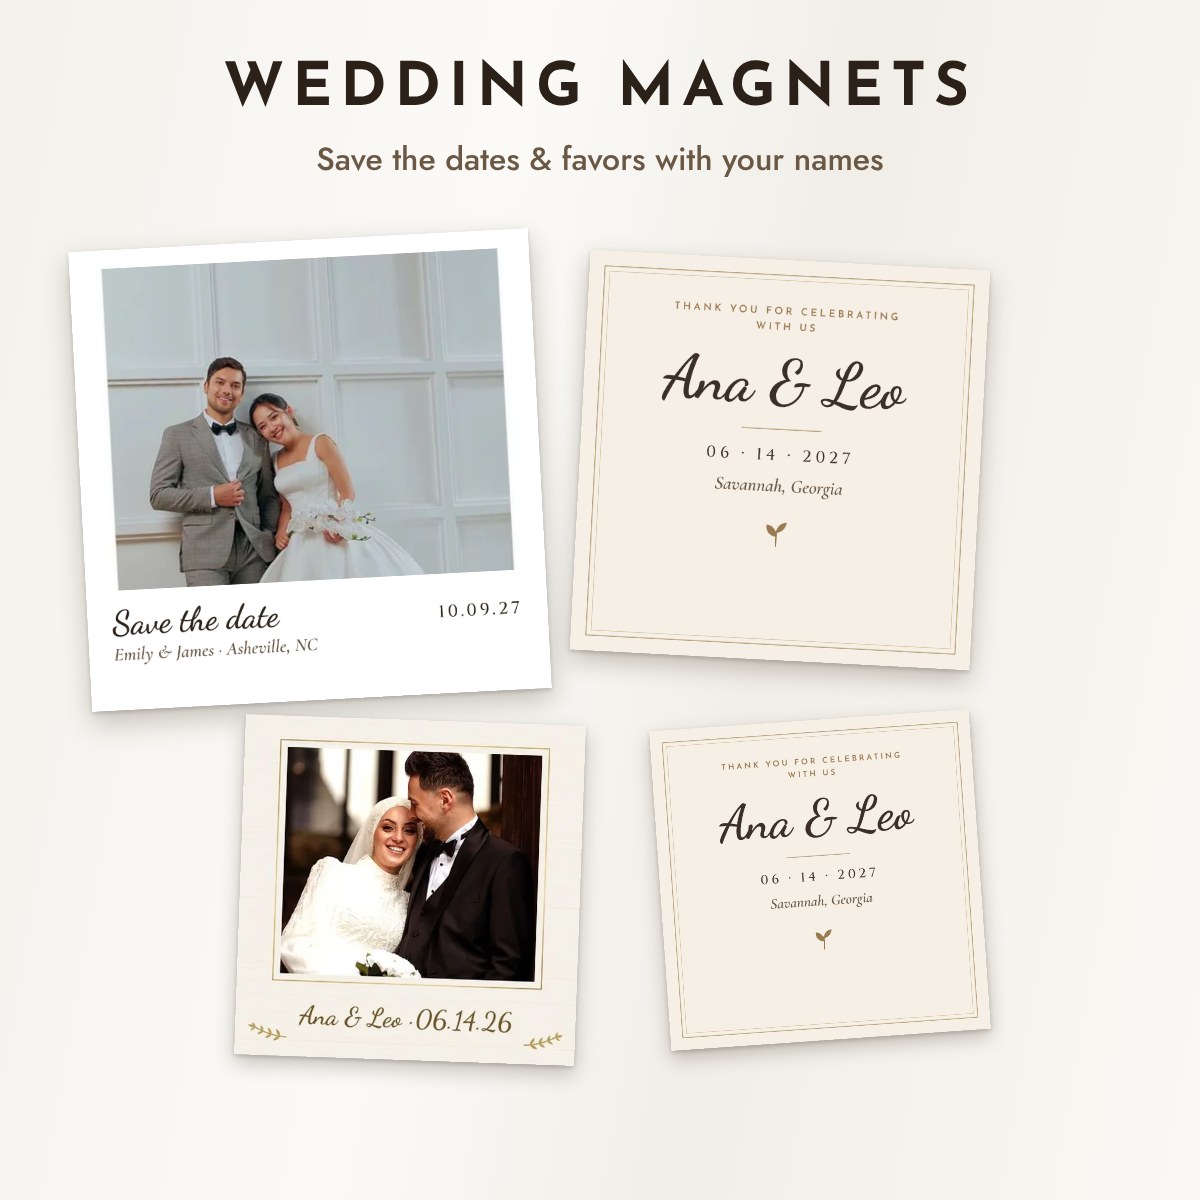 WEDDING MAGNETS
Save the dates & favors with your names
Save the date
10.09.27
Emily & James · Asheville, NC
THANK YOU FOR CELEBRATING
WITH US
Ana & Leo
06 · 14 · 2027
Savannah, Georgia
Ana & Leo · 06.14.26
THANK YOU FOR CELEBRATING
WITH US
Ana & Leo
06 · 14 · 2027
Savannah, Georgia